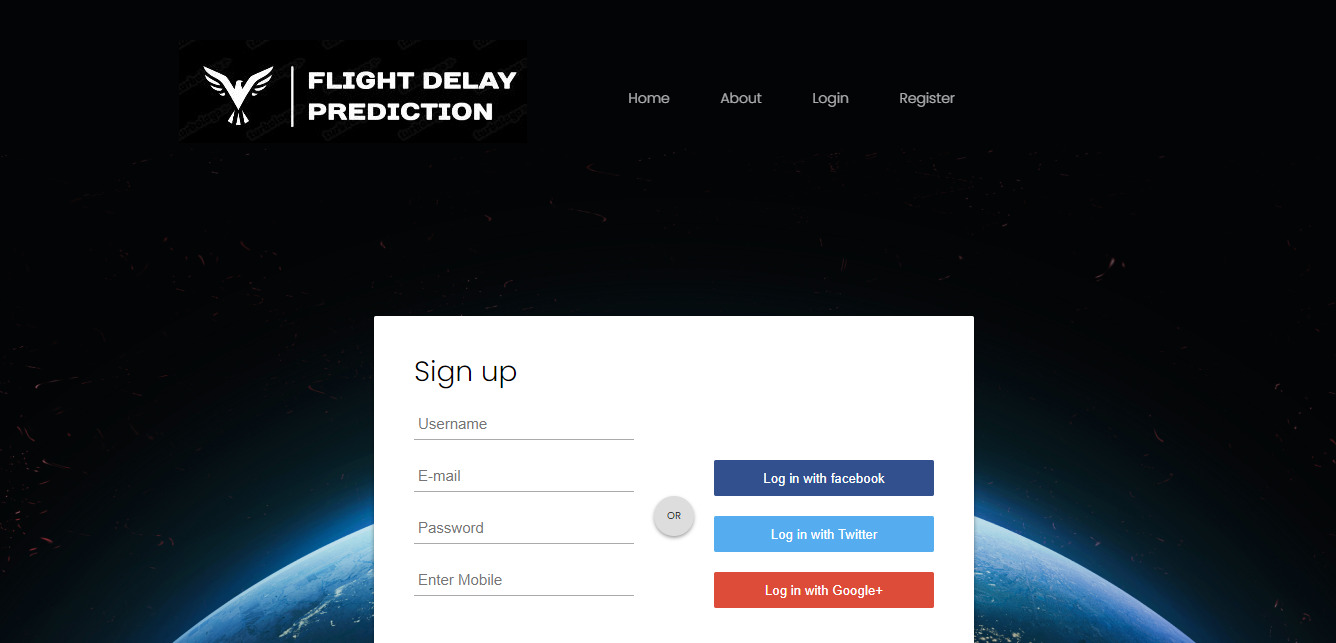 FLIGHT DELAY
PREDICTION
Home
About
Login
Register
Sign up
Username
E-mail
Password
Enter Mobile
OR
Log in with facebook
Log in with Twitter
Log in with Google+